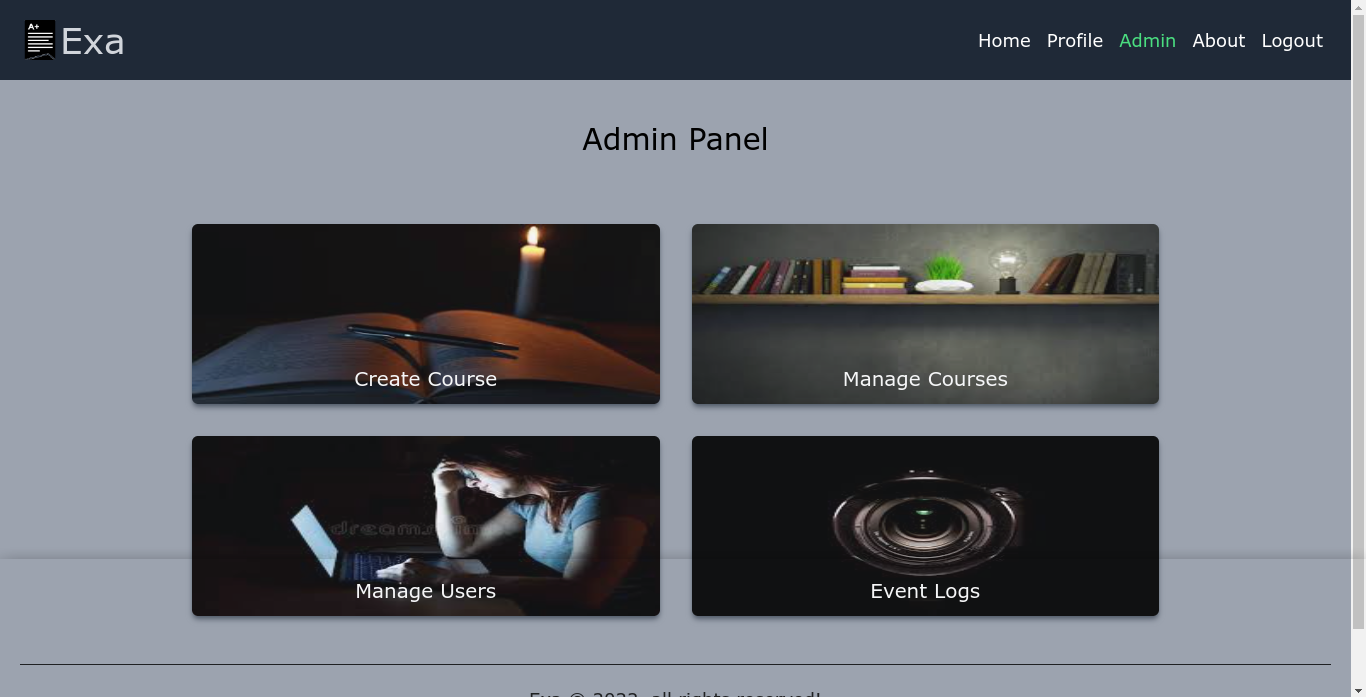 A+
Exa
Home Profile Admin About Logout
Admin Panel
Create Course
Manage Courses
dreamstime
Manage Users
Event Logs
Exa © 2022, all rights reserved!